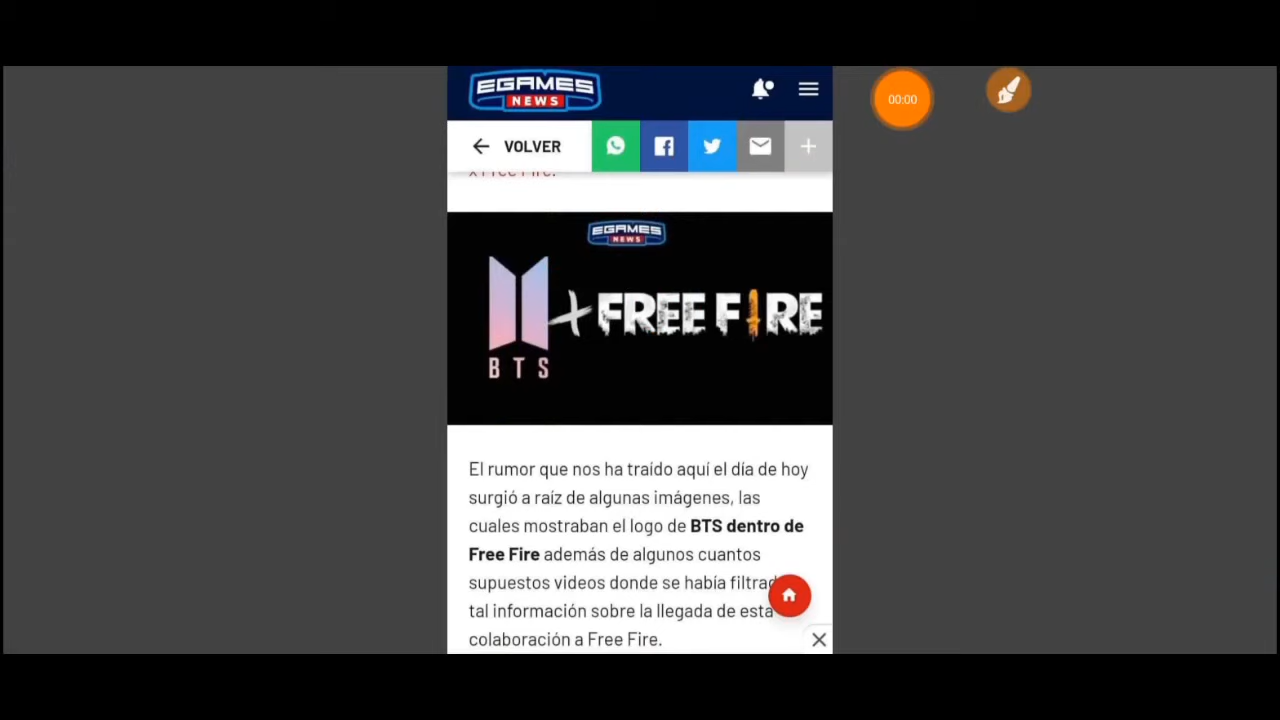 EGAMES
NEWS
00:00
VOLVER
x Free Fire.
EGAMES
NEWS
BTS
+ FREE FIRE
El rumor que nos ha traído aquí el día de hoy
surgió a raíz de algunas imágenes, las
cuales mostraban el logo de BTS dentro de
Free Fire además de algunos cuantos
supuestos videos donde se había filtrad
tal información sobre la llegada de esta
colaboración a Free Fire.